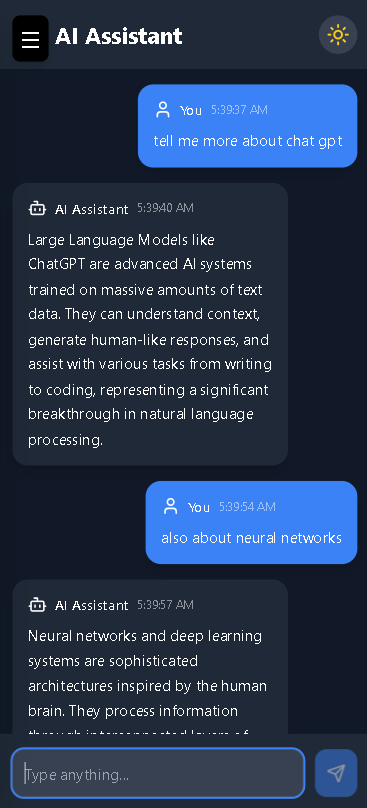 AI Assistant
You 5:39:37 AM
tell me more about chat gpt
AI Assistant 5:39:40 AM
Large Language Models like
ChatGPT are advanced AI systems
trained on massive amounts of text
data. They can understand context,
generate human-like responses, and
assist with various tasks from writing
to coding, representing a significant
breakthrough in natural language
processing.
You 5:39:54 AM
also about neural networks
AI Assistant 5:39:57 AM
Neural networks and deep learning
systems are sophisticated
architectures inspired by the human
brain. They process information
through interconnected layers of
Type anything...